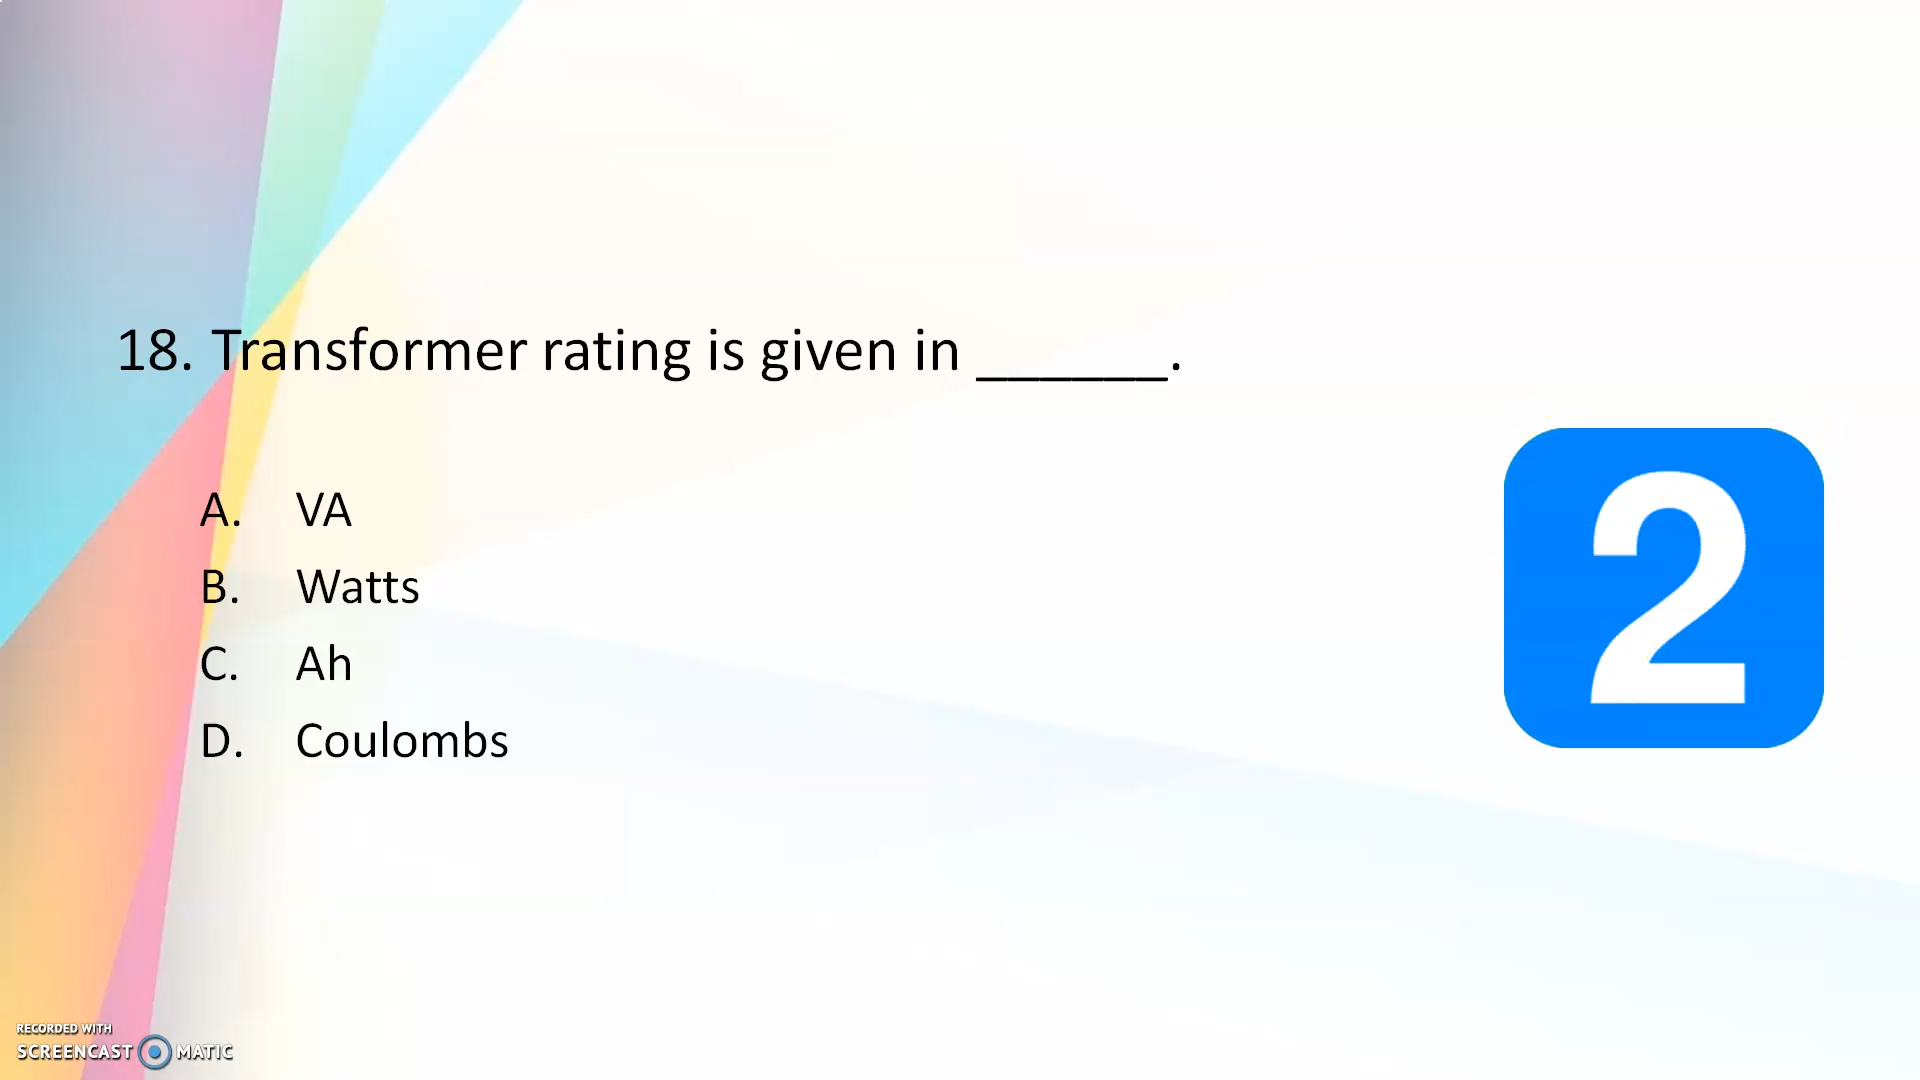 18. Transformer rating is given in ______.
A. VA
B. Watts
C. Ah
D. Coulombs
2
RECORDED WITH
SCREENCAST MATIC